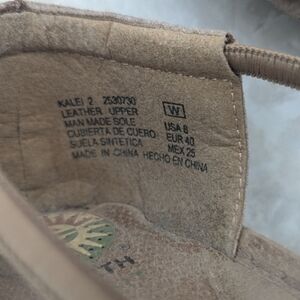 KALEI 2 2530730 W
LEATHER UPPER
MAN MADE SOLE USA 8
CUBIERTA DE CUERO EUR 40
SUELA SINTETICA MEX 25
MADE IN CHINA HECHO EN CHINA